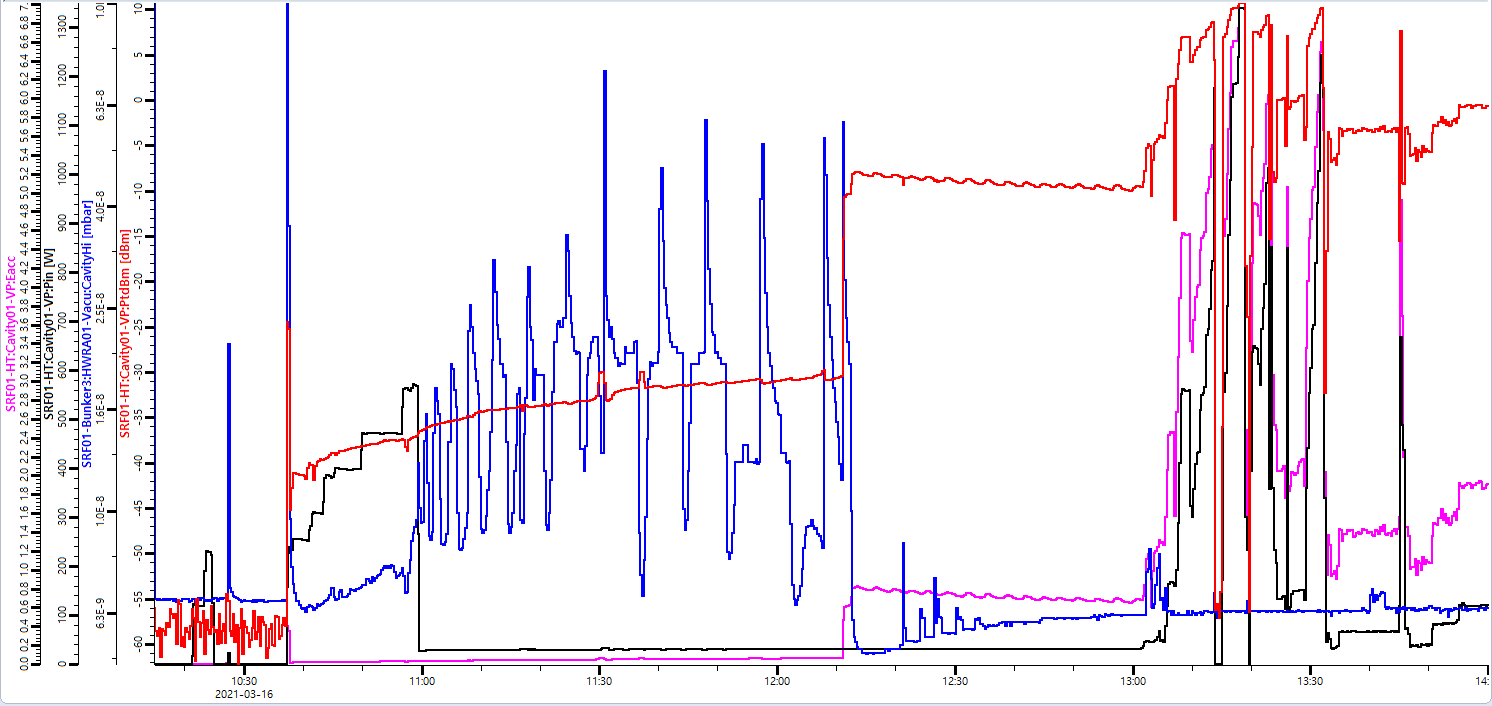 SRF01-HT:Cavity01-VP:Eacc
0.0 0.2 0.4 0.6 0.8 1.0 1.2 1.4 1.6 1.8 2.0 2.2 2.4 2.6 2.8 3.0 3.2 3.4 3.6 3.8 4.0 4.2 4.4 4.6 4.8 5.0 5.2 5.4 5.6 5.8 6.0 6.2 6.4 6.6 6.8 7.
SRF01-HT:Cavity01-VP:Pin [W]
0 100 200 300 400 500 600 700 800 900 1000 1100 1200 1300
SRF01-Bunker3:HWRA01-Vacu:CavityHi [mbar]
6.3E-9 1.0E-8 1.6E-8 2.5E-8 4.0E-8 6.3E-8 1.0
SRF01-HT:Cavity01-VP:PtdBm [dBm]
-60 -55 -50 -45 -40 -35 -30 -25 -20 -15 -10 -5 0 5 10
10:30 11:00 11:30 12:00 12:30 13:00 13:30 14:
2021-03-16